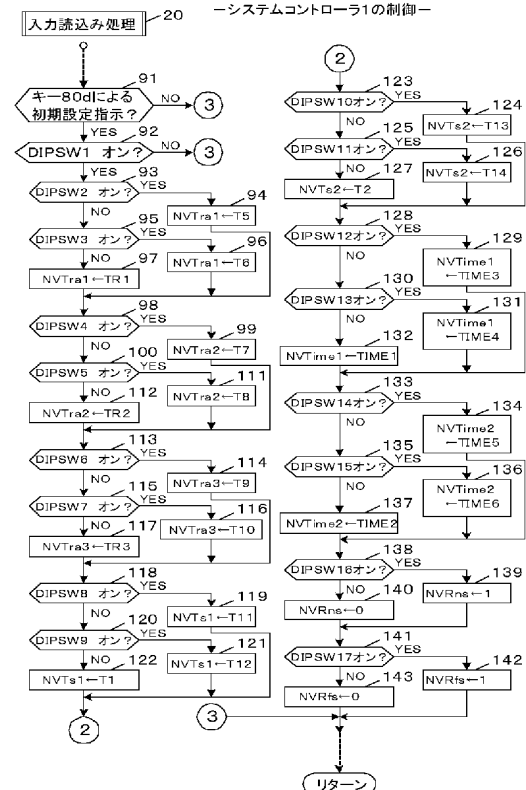 －システムコントローラ1の制御－
入力読込み処理
20
91
キー80dによる
初期設定指示？
NO
3
YES
92
DIPSW1 オン？
NO
3
YES
93
DIPSW2 オン？
YES
94
NVTra1←T5
NO
95
DIPSW3 オン？
YES
96
NVTra1←T6
NO
97
NVTra1←TR1
98
DIPSW4 オン？
YES
99
NVTra2←T7
NO
100
DIPSW5 オン？
YES
111
NVTra2←T8
NO
112
NVTra2←TR2
113
DIPSW6 オン？
YES
114
NVTra3←T9
NO
115
DIPSW7 オン？
YES
116
NVTra3←T10
NO
117
NVTra3←TR3
118
DIPSW8 オン？
YES
119
NVTs1←T11
NO
120
DIPSW9 オン？
YES
121
NVTs1←T12
NO
122
NVTs1←T1
2
3
2
123
DIPSW10オン？
YES
124
NVTs2←T13
NO
125
DIPSW11オン？
YES
126
NVTs2←T14
NO
127
NVTs2←T2
128
DIPSW12オン？
YES
129
NVTime1
←TIME3
NO
130
DIPSW13オン？
YES
131
NVTime1
←TIME4
NO
132
NVTime1←TIME1
133
DIPSW14オン？
YES
134
NVTime2
←TIME5
NO
135
DIPSW15オン？
YES
136
NVTime2
←TIME6
NO
137
NVTime2←TIME2
138
DIPSW16オン？
YES
139
NVRns←1
NO
140
NVRns←0
141
DIPSW17オン？
YES
142
NVRfs←1
NO
143
NVRfs←0
リターン